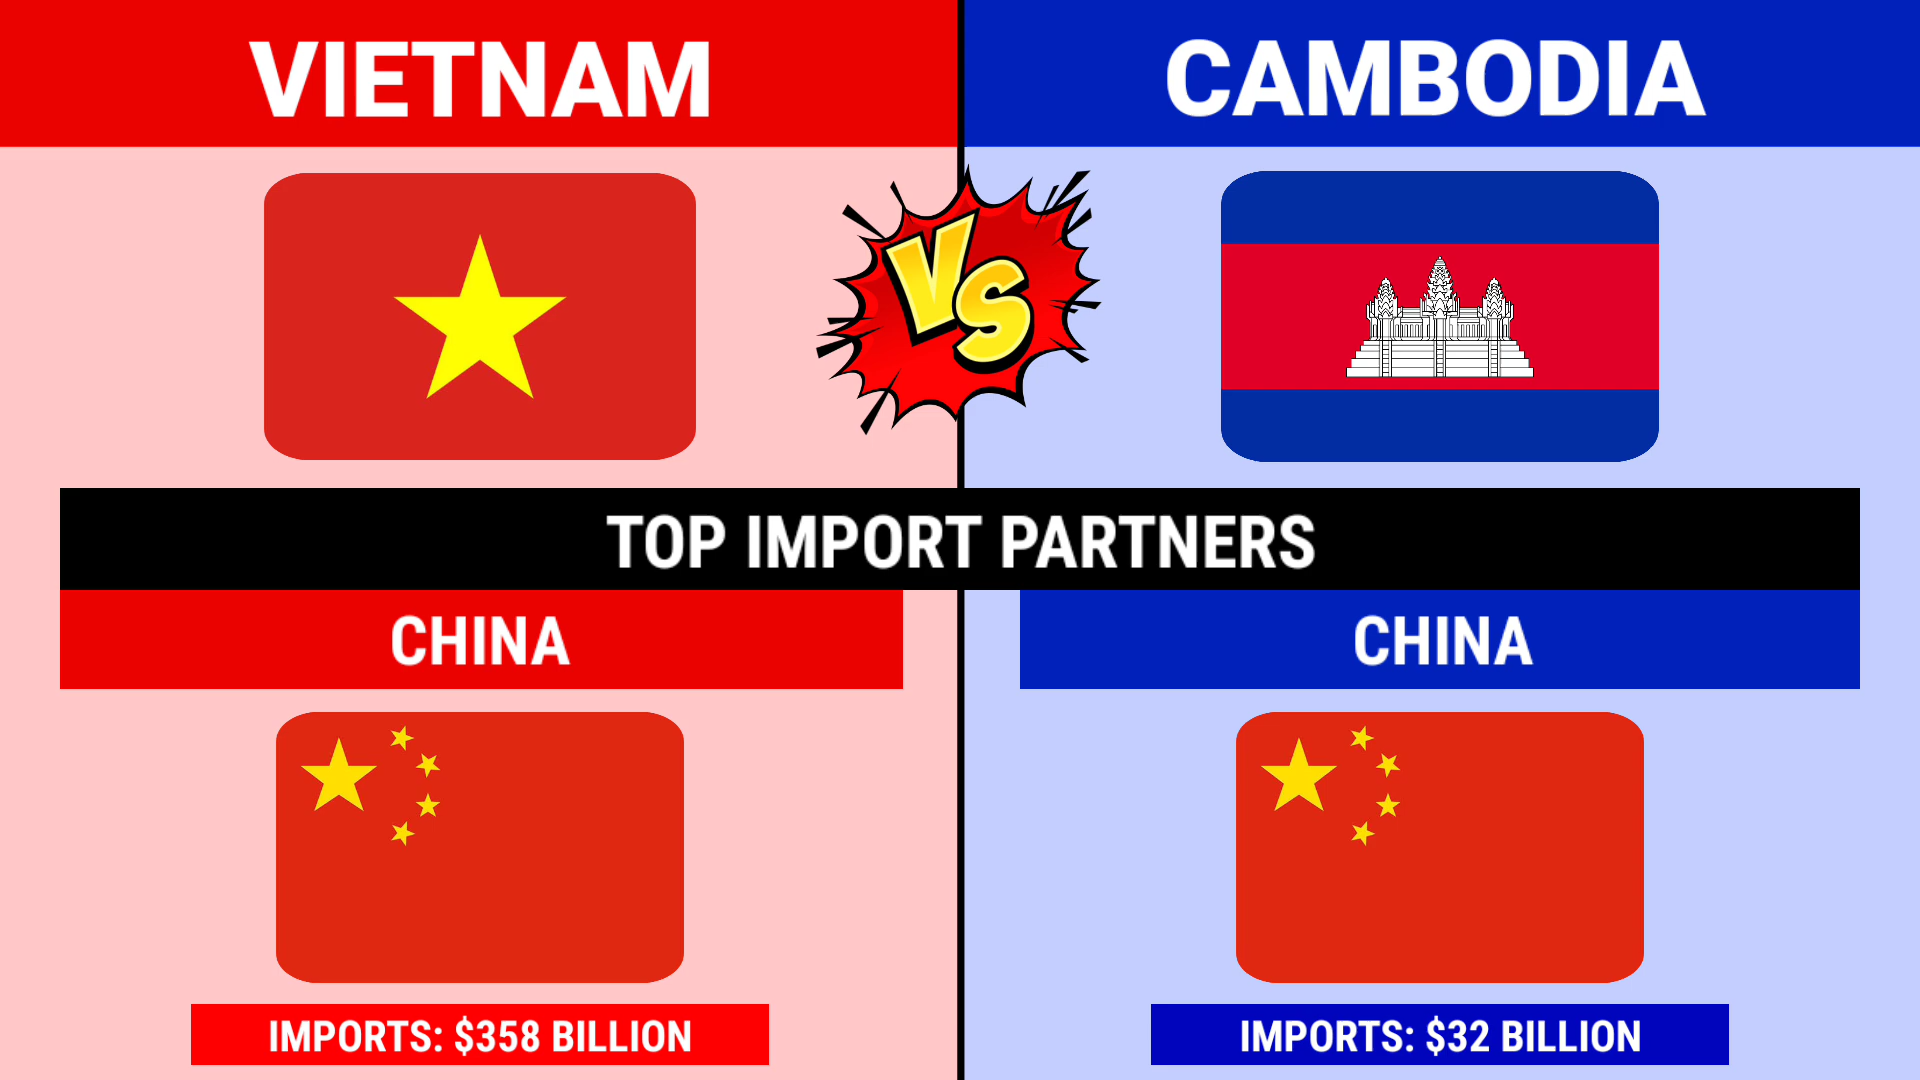 VIETNAM
CAMBODIA
VS
TOP IMPORT PARTNERS
CHINA
CHINA
IMPORTS: $358 BILLION
IMPORTS: $32 BILLION